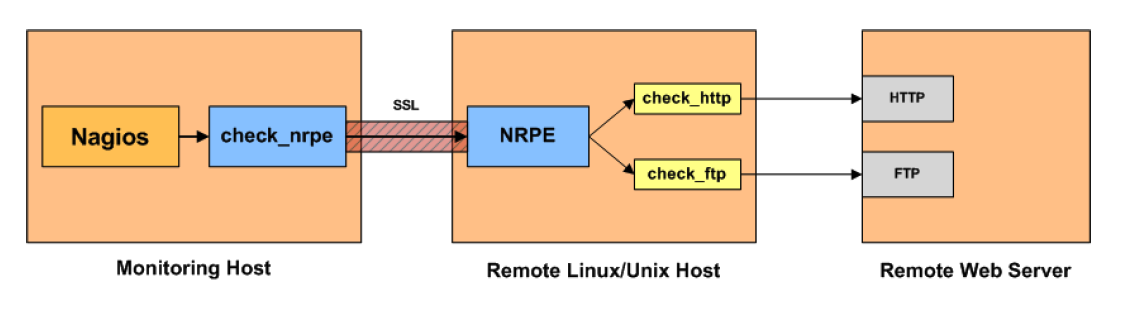 Nagios
check_nrpe
SSL
NRPE
check_http
check_ftp
HTTP
FTP
Monitoring Host
Remote Linux/Unix Host
Remote Web Server